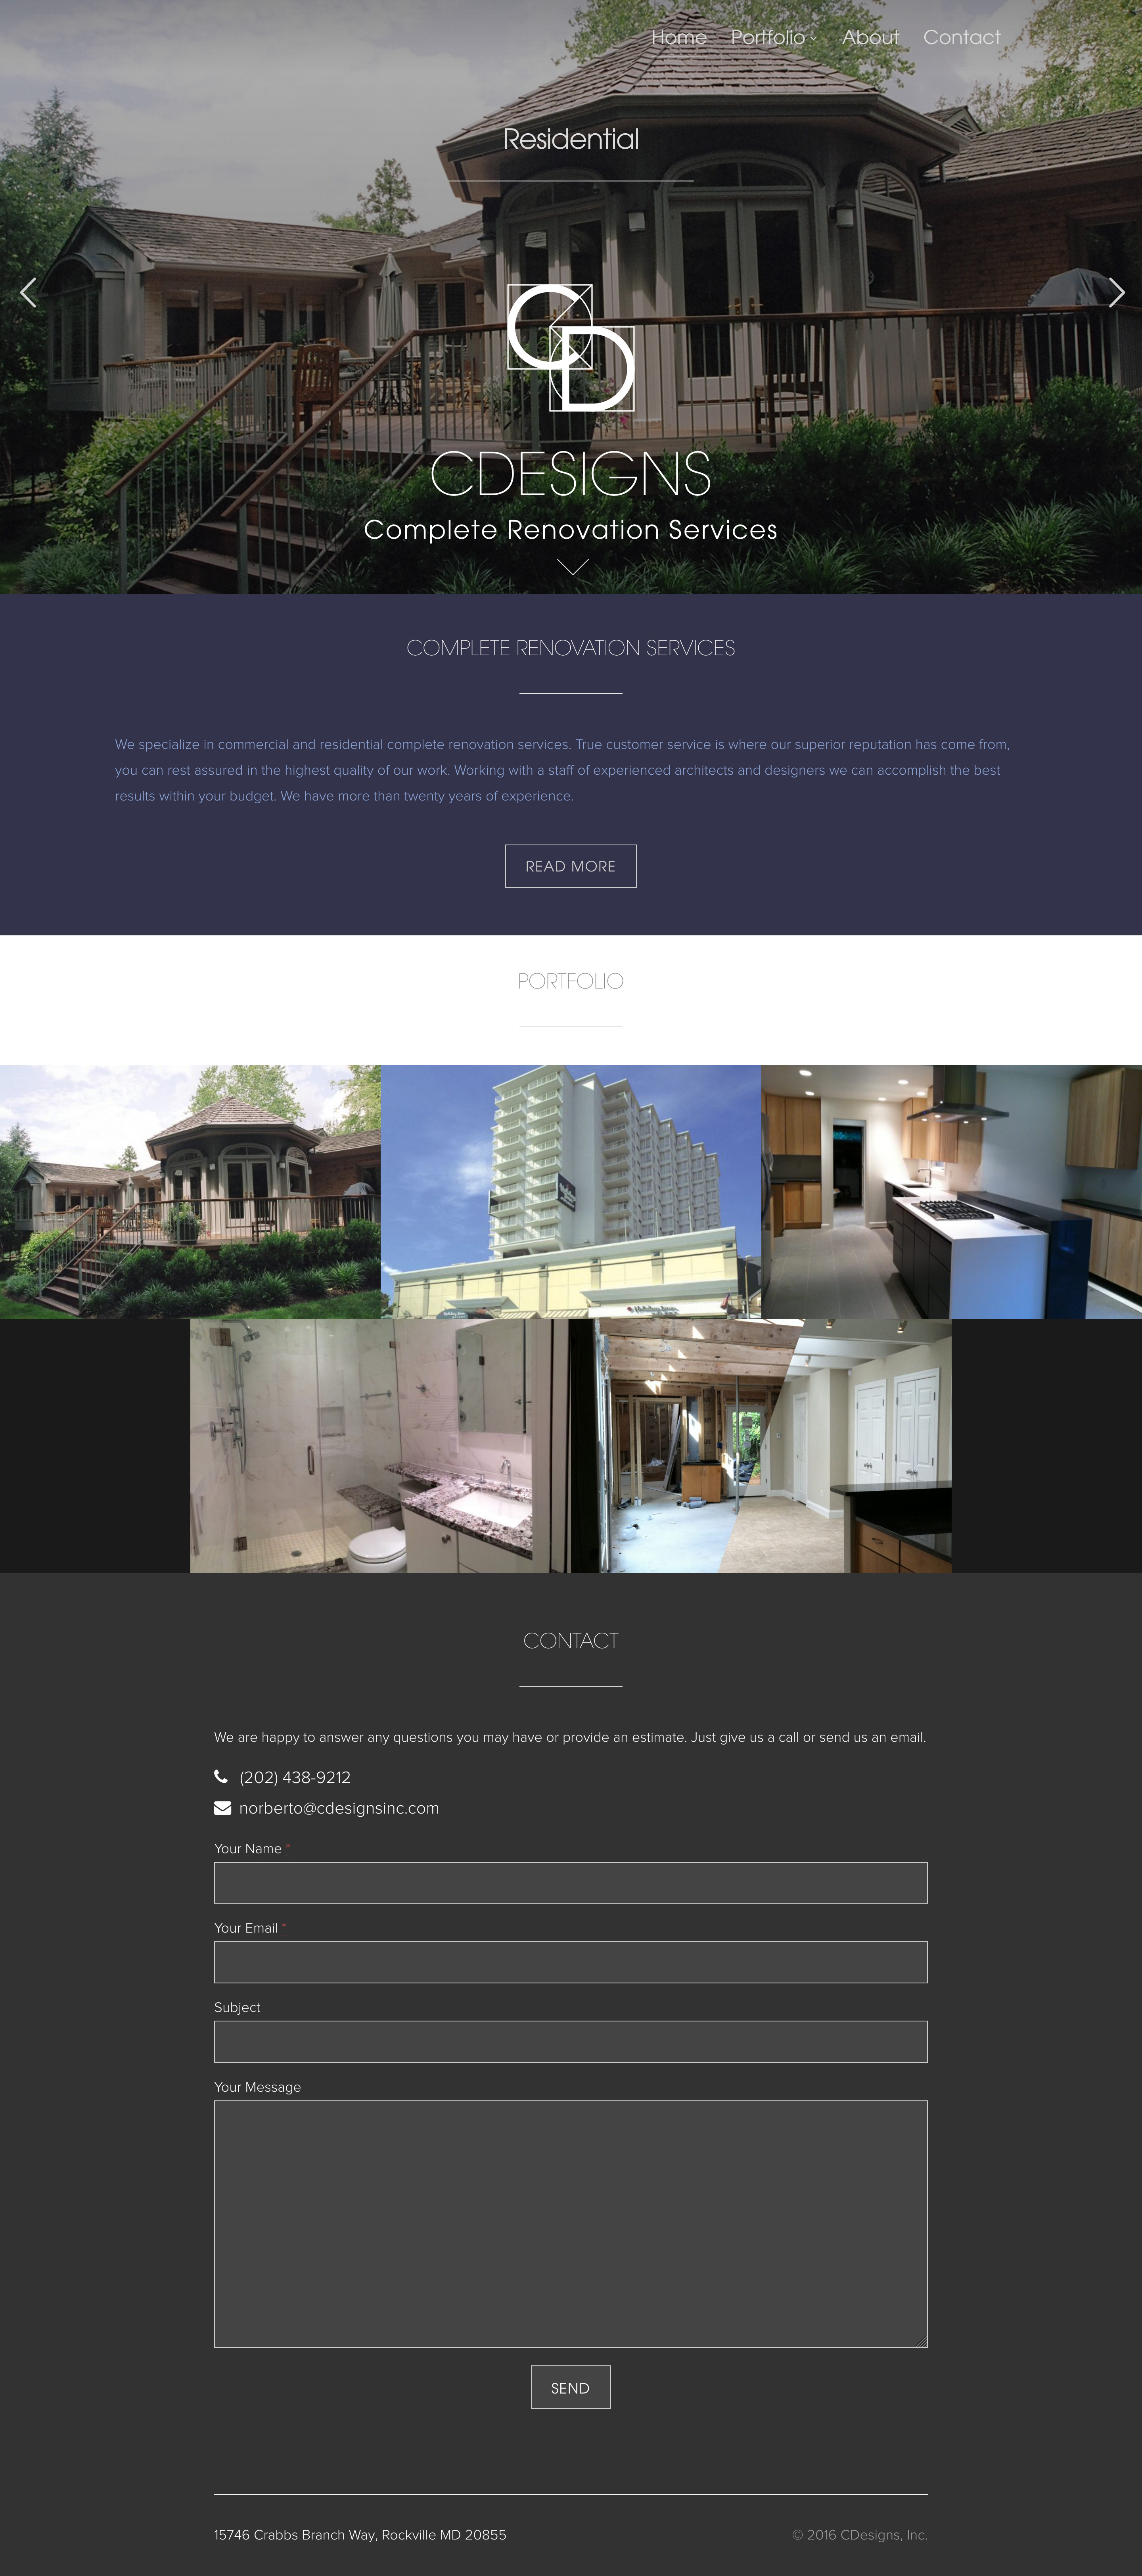 Home Portfolio About Contact
Residential
CD
CDESIGNS
Complete Renovation Services
COMPLETE RENOVATION SERVICES
We specialize in commercial and residential complete renovation services. True customer service is where our superior reputation has come from,
you can rest assured in the highest quality of our work. Working with a staff of experienced architects and designers we can accomplish the best
results within your budget. We have more than twenty years of experience.
READ MORE
PORTFOLIO
CONTACT
We are happy to answer any questions you may have or provide an estimate. Just give us a call or send us an email.
(202) 438-9212
norberto@cdesignsinc.com
Your Name *
Your Email *
Subject
Your Message
SEND
15746 Crabbs Branch Way, Rockville MD 20855
© 2016 CDesigns, Inc.